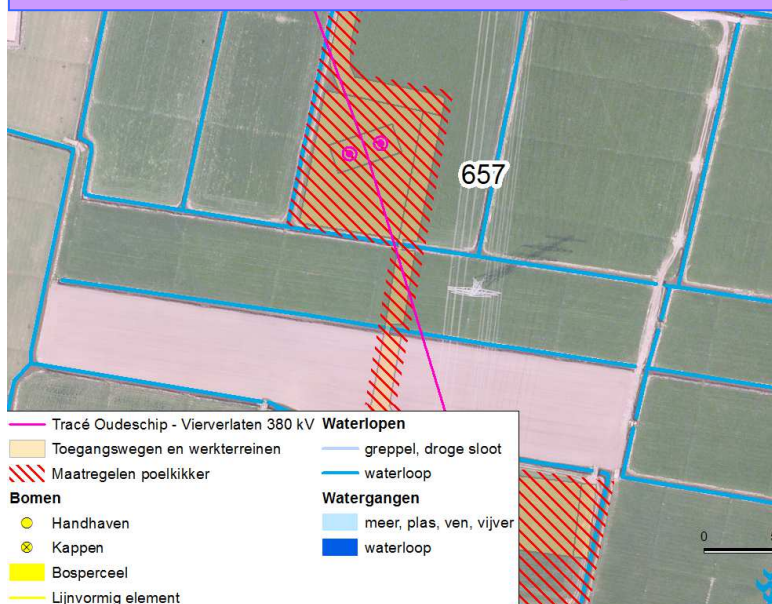 657
Tracé Oudeschip - Vierverlaten 380 kV
Toegangswegen en werkterreinen
Maatregelen poelkikker
Bomen
Handhaven
Kappen
Bosperceel
Lijnvormig element
Waterlopen
greppel, droge sloot
waterloop
Watergangen
meer, plas, ven, vijver
waterloop
0